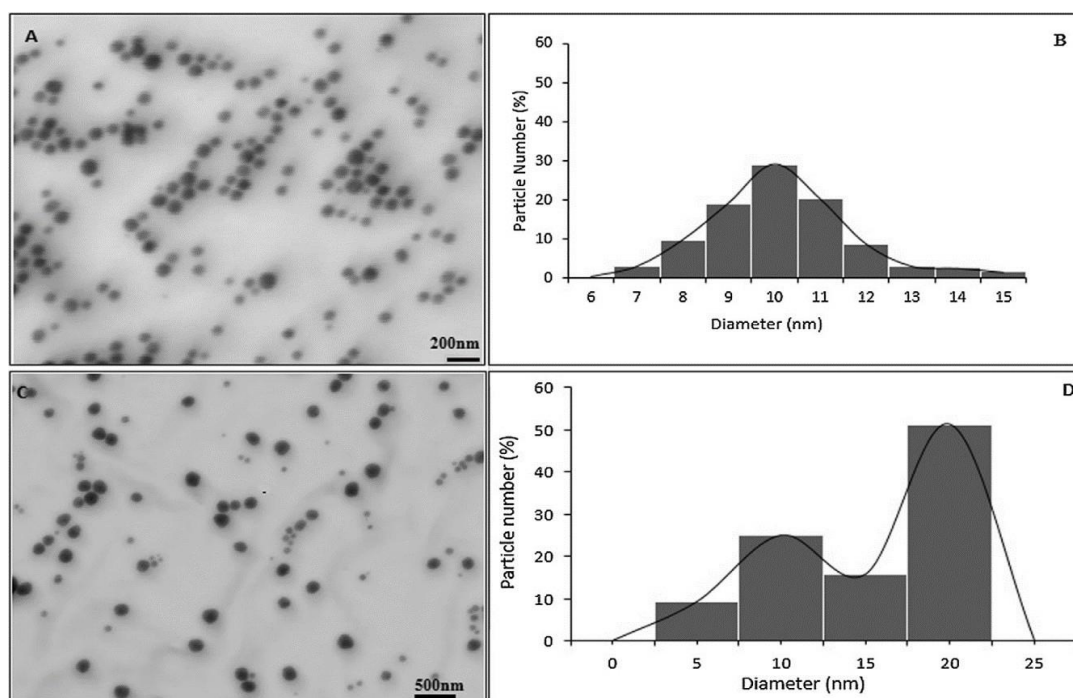 A
200nm
B
Particle Number (%)
60
50
40
30
20
10
0
6 7 8 9 10 11 12 13 14 15
Diameter (nm)
C
500nm
D
Particle number (%)
60
50
40
30
20
10
0
0 5 10 15 20 25
Diameter (nm)